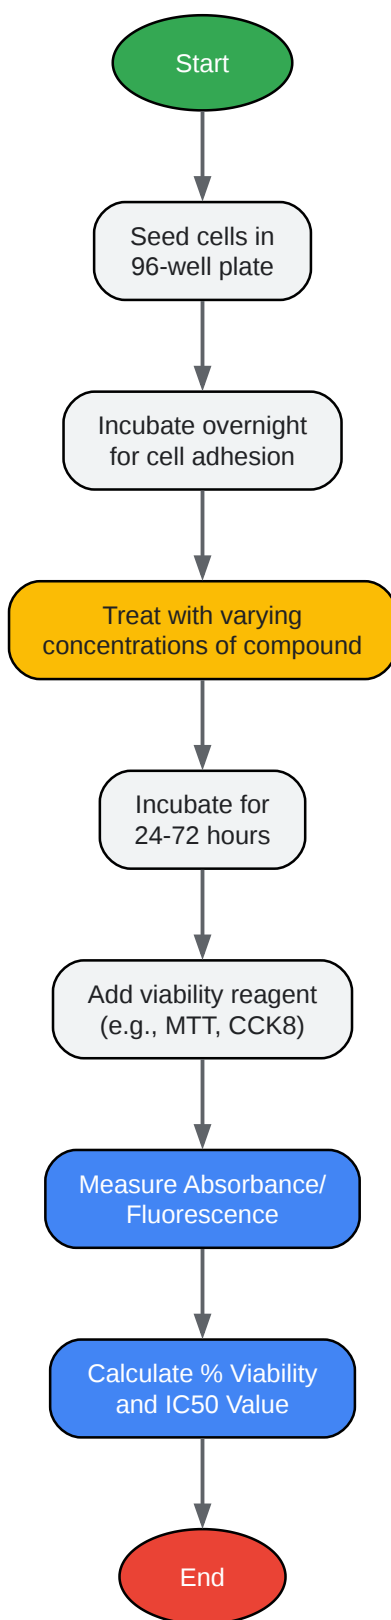 Start
Seed cells in
96-well plate
Incubate overnight
for cell adhesion
Treat with varying
concentrations of compound
Incubate for
24-72 hours
Add viability reagent
(e.g., MTT, CCK8)
Measure Absorbance/
Fluorescence
Calculate % Viability
and IC50 Value
End